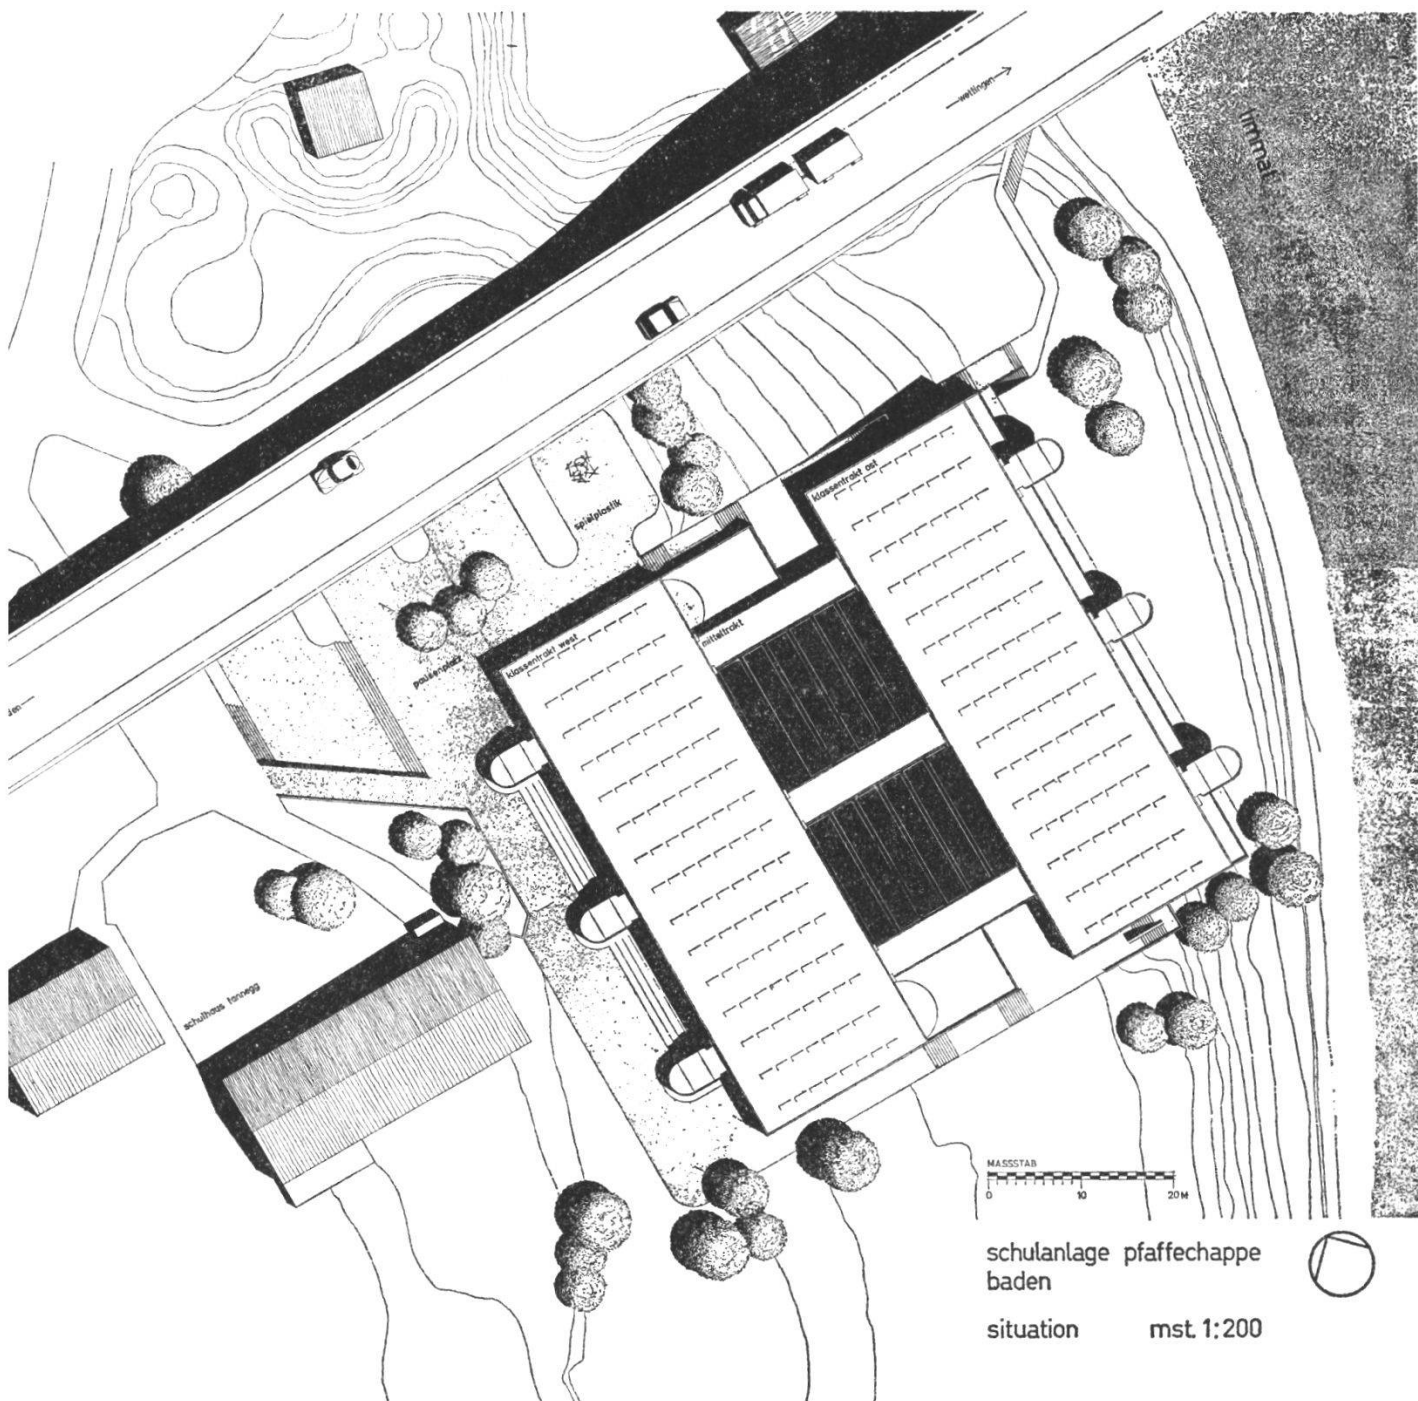 wettingen
limmat
klassentrakt ost
spielplastik
mitteltrakt
klassentrakt west
pausenplatz
den
schulhaus tannegg
MASSSTAB
0 10 20 M
schulanlage pfaffechappe
baden
situation mst. 1:200